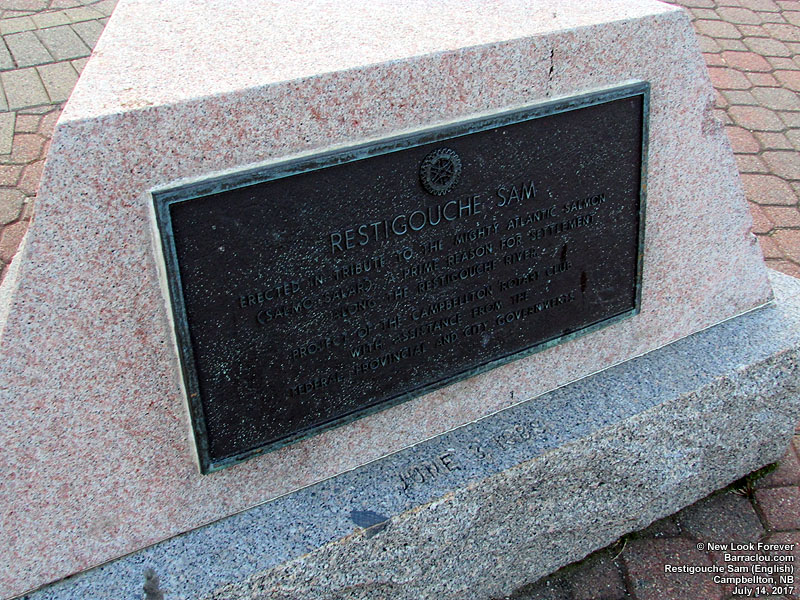 RESTIGOUCHE SAM
ERECTED IN TRIBUTE TO THE MIGHTY ATLANTIC SALMON
(SALMO SALAR), PRIME REASON FOR SETTLEMENT
ALONG THE RESTIGOUCHE RIVER.
PROJECT OF THE CAMPBELLTON ROTARY CLUB
WITH ASSISTANCE FROM THE
FEDERAL, PROVINCIAL AND CITY GOVERNMENTS.
JUNE 3,
© New Look Forever
Barraclou.com
Restigouche Sam (English)
Campbellton, NB
July 14, 2017